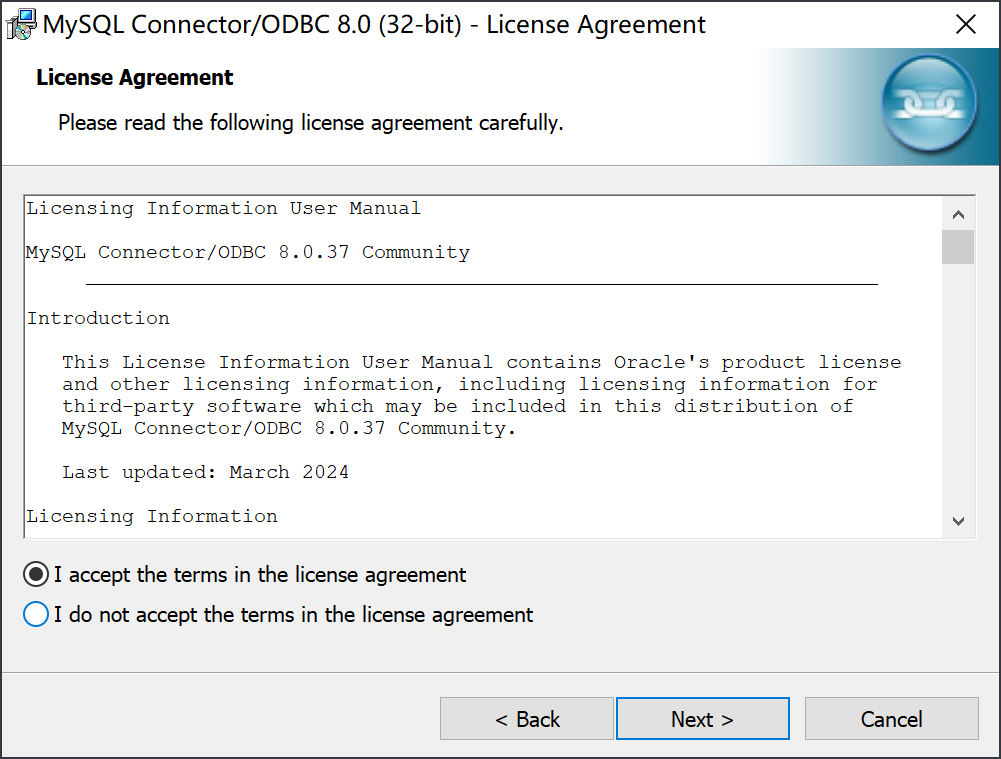 MySQL Connector/ODBC 8.0 (32-bit) - License Agreement
License Agreement
Please read the following license agreement carefully.
Licensing Information User Manual
MySQL Connector/ODBC 8.0.37 Community
Introduction
This License Information User Manual contains Oracle's product license
and other licensing information, including licensing information for
third-party software which may be included in this distribution of
MySQL Connector/ODBC 8.0.37 Community.
Last updated: March 2024
Licensing Information
I accept the terms in the license agreement
I do not accept the terms in the license agreement
< Back
Next >
Cancel